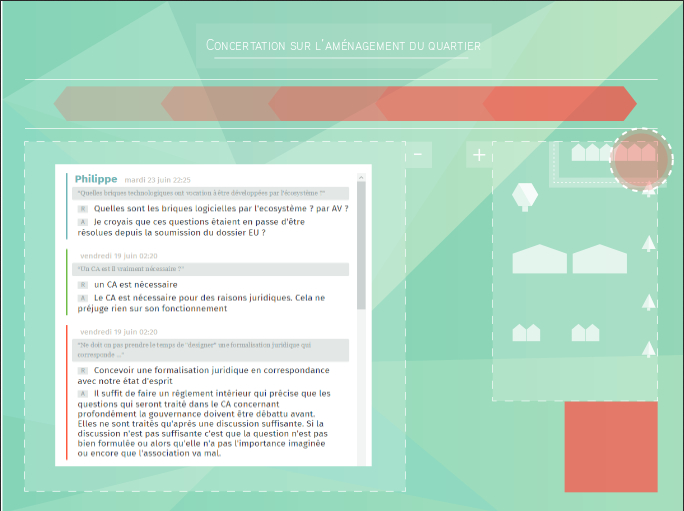 Concertation sur l'aménagement du quartier
− +
Philippe mardi 23 juin 22:25
"Quelles briques technologiques ont vocation à être développées par l'écosystème ?"
R Quelles sont les briques logicielles par l'ecosystème ? par AV ?
A Je croyais que ces questions étaient en passe d'être
résolues depuis la soumission du dossier EU ?
vendredi 19 juin 02:20
"Un CA est il vraiment nécessaire ?"
R un CA est nécessaire
A Le CA est nécessaire pour des raisons juridiques. Cela ne
préjuge rien sur son fonctionnement
vendredi 19 juin 02:20
"Ne doit on pas prendre le temps de "designer" une formalisation juridique qui
corresponde ..."
R Concevoir une formalisation juridique en correspondance
avec notre état d'esprit
A Il suffit de faire un réglement intérieur qui précise que les
questions qui seront traité dans le CA concernant
profondément la gouvernance doivent être débattu avant.
Elles ne sont traités qu'aprés une discussion suffisante. Si la
discussion n'est pas suffisante c'est que la question n'est pas
bien formulée ou alors qu'elle n'a pas l'importance imaginée
ou encore que l'association va mal.